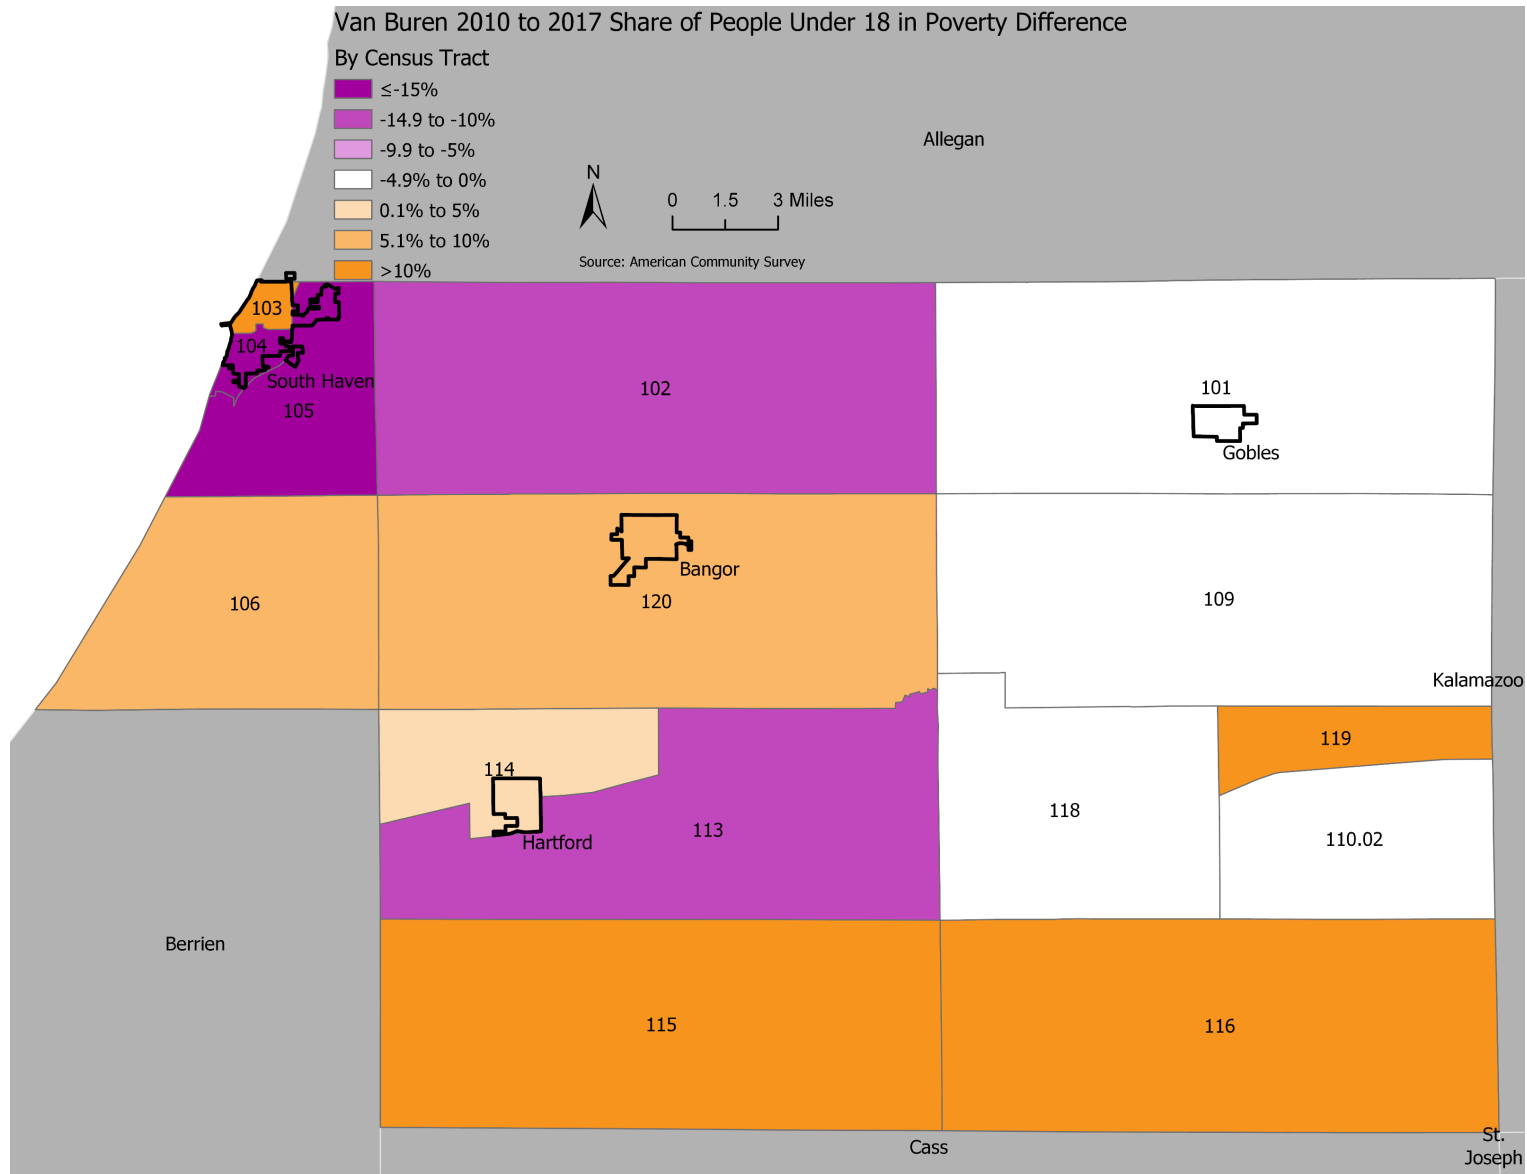 Van Buren 2010 to 2017 Share of People Under 18 in Poverty Difference
By Census Tract
≤-15%
-14.9 to -10%
-9.9 to -5%
-4.9% to 0%
0.1% to 5%
5.1% to 10%
>10%
N
0 1.5 3 Miles
Source: American Community Survey
Allegan
103
104
South Haven
105
102
101
Gobles
Bangor
106
120
109
Kalamazoo
114
Hartford
113
118
119
110.02
Berrien
115
116
Cass
St.
Joseph